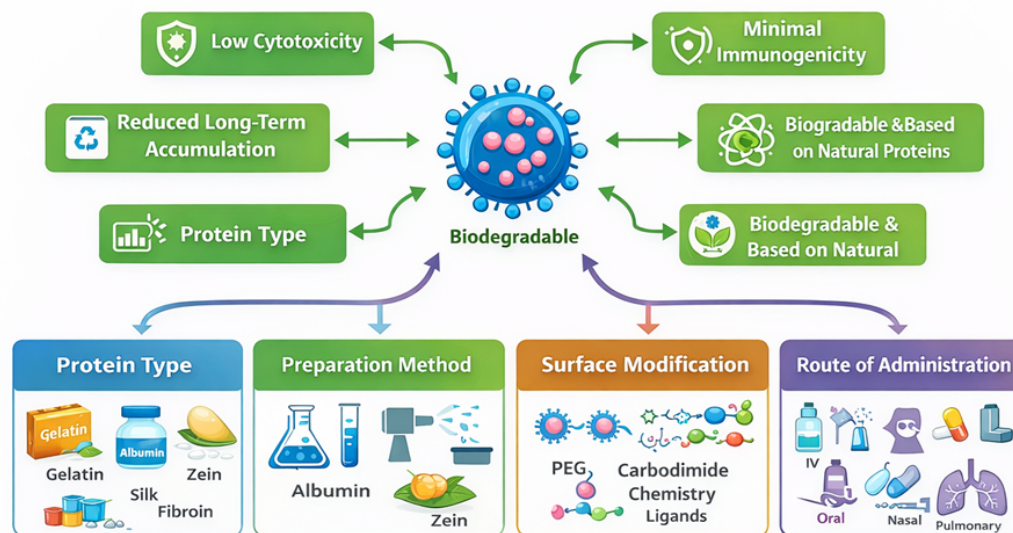 Low Cytotoxicity
Minimal
Immunogenicity
Reduced Long-Term
Accumulation
Biogradable &Based
on Natural Proteins
Protein Type
Biodegradable &
Based on Natural
Biodegradable
Protein Type
Gelatin
Albumin
Gelatin
Zein
Silk
Fibroin
Preparation Method
Albumin
Zein
Surface Modification
PEG
Carbodimide
Chemistry
Ligands
Route of Administration
IV
Oral
Nasal
Pulmonary